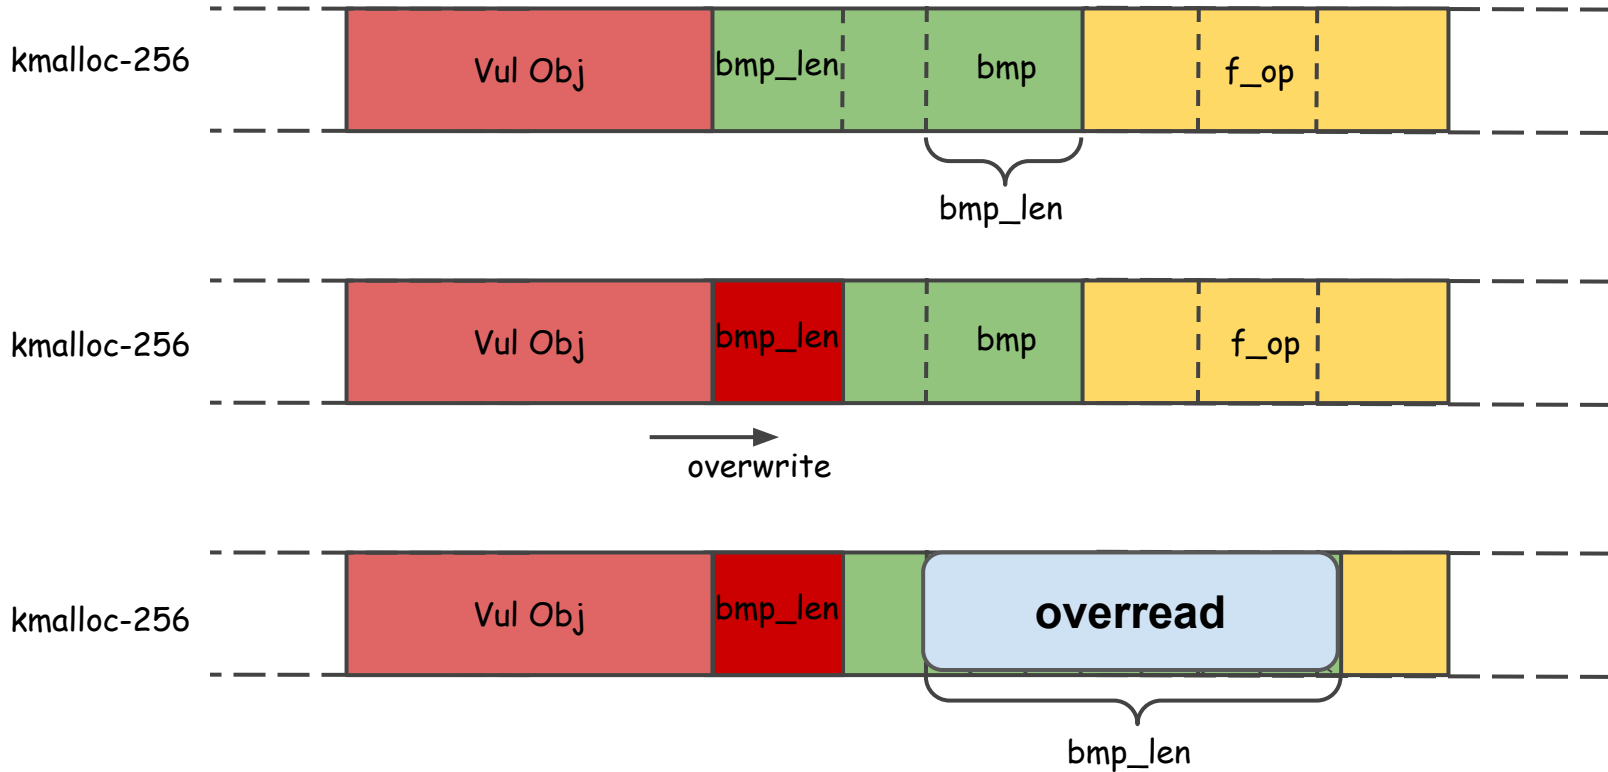 kmalloc-256
Vul Obj
bmp_len
bmp
f_op
bmp_len
kmalloc-256
Vul Obj
bmp_len
bmp
f_op
overwrite
kmalloc-256
Vul Obj
bmp_len
overread
bmp_len